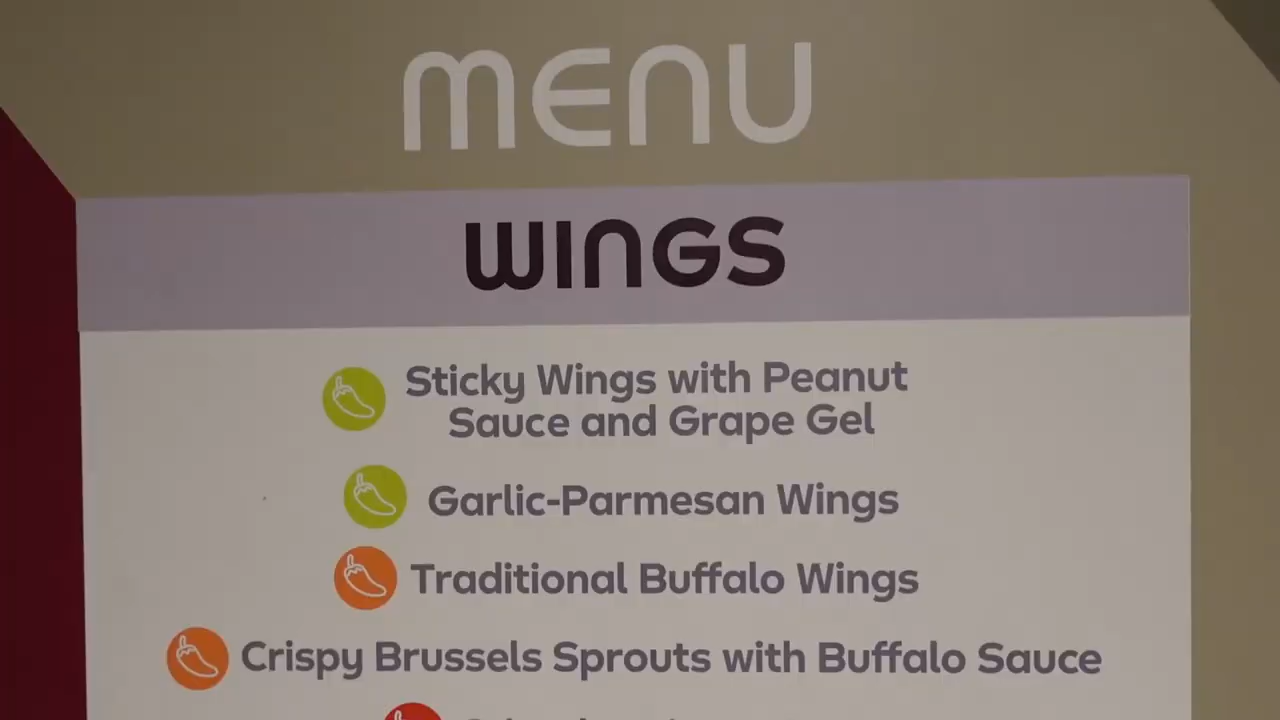 MENU
WINGS
Sticky Wings with Peanut
Sauce and Grape Gel
Garlic-Parmesan Wings
Traditional Buffalo Wings
Crispy Brussels Sprouts with Buffalo Sauce